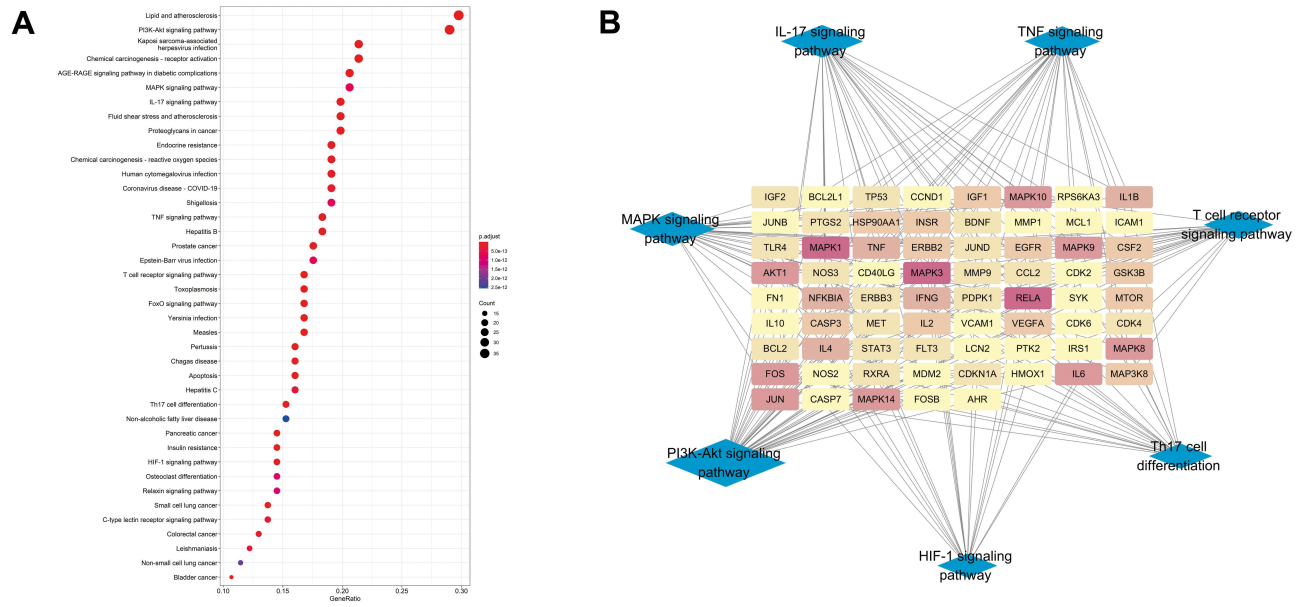 A
Lipid and atherosclerosis
PI3K-Akt signaling pathway
Kaposi sarcoma-associated
herpesvirus infection
Chemical carcinogenesis - receptor activation
AGE-RAGE signaling pathway in diabetic complications
MAPK signaling pathway
IL-17 signaling pathway
Fluid shear stress and atherosclerosis
Proteoglycans in cancer
Endocrine resistance
Chemical carcinogenesis - reactive oxygen species
Human cytomegalovirus infection
Coronavirus disease - COVID-19
Shigellosis
TNF signaling pathway
Hepatitis B
Prostate cancer
Epstein-Barr virus infection
T cell receptor signaling pathway
Toxoplasmosis
FoxO signaling pathway
Yersinia infection
Measles
Pertussis
Chagas disease
Apoptosis
Hepatitis C
Th17 cell differentiation
Non-alcoholic fatty liver disease
Pancreatic cancer
Insulin resistance
HIF-1 signaling pathway
Osteoclast differentiation
Relaxin signaling pathway
Small cell lung cancer
C-type lectin receptor signaling pathway
Colorectal cancer
Leishmaniasis
Non-small cell lung cancer
Bladder cancer
0.10 0.15 0.20 0.25 0.30
GeneRatio
p.adjust
5.0e-13
1.0e-12
1.5e-12
2.0e-12
2.5e-12
Count
15
20
25
30
35
B
IL-17 signaling
pathway
TNF signaling
pathway
MAPK signaling
pathway
T cell receptor
signaling pathway
IGF2 BCL2L1 TP53 CCND1 IGF1 MAPK10 RPS6KA3 IL1B
JUNB PTGS2 HSP90AA1 INSR BDNF MMP1 MCL1 ICAM1
TLR4 MAPK1 TNF ERBB2 JUND EGFR MAPK9 CSF2
AKT1 NOS3 CD40LG MAPK3 MMP9 CCL2 CDK2 GSK3B
FN1 NFKBIA ERBB3 IFNG PDPK1 RELA SYK MTOR
IL10 CASP3 MET IL2 VCAM1 VEGFA CDK6 CDK4
BCL2 IL4 STAT3 FLT3 LCN2 PTK2 IRS1 MAPK8
FOS NOS2 RXRA MDM2 CDKN1A HMOX1 IL6 MAP3K8
JUN CASP7 MAPK14 FOSB AHR
PI3K-Akt signaling
pathway
Th17 cell
differentiation
HIF-1 signaling
pathway